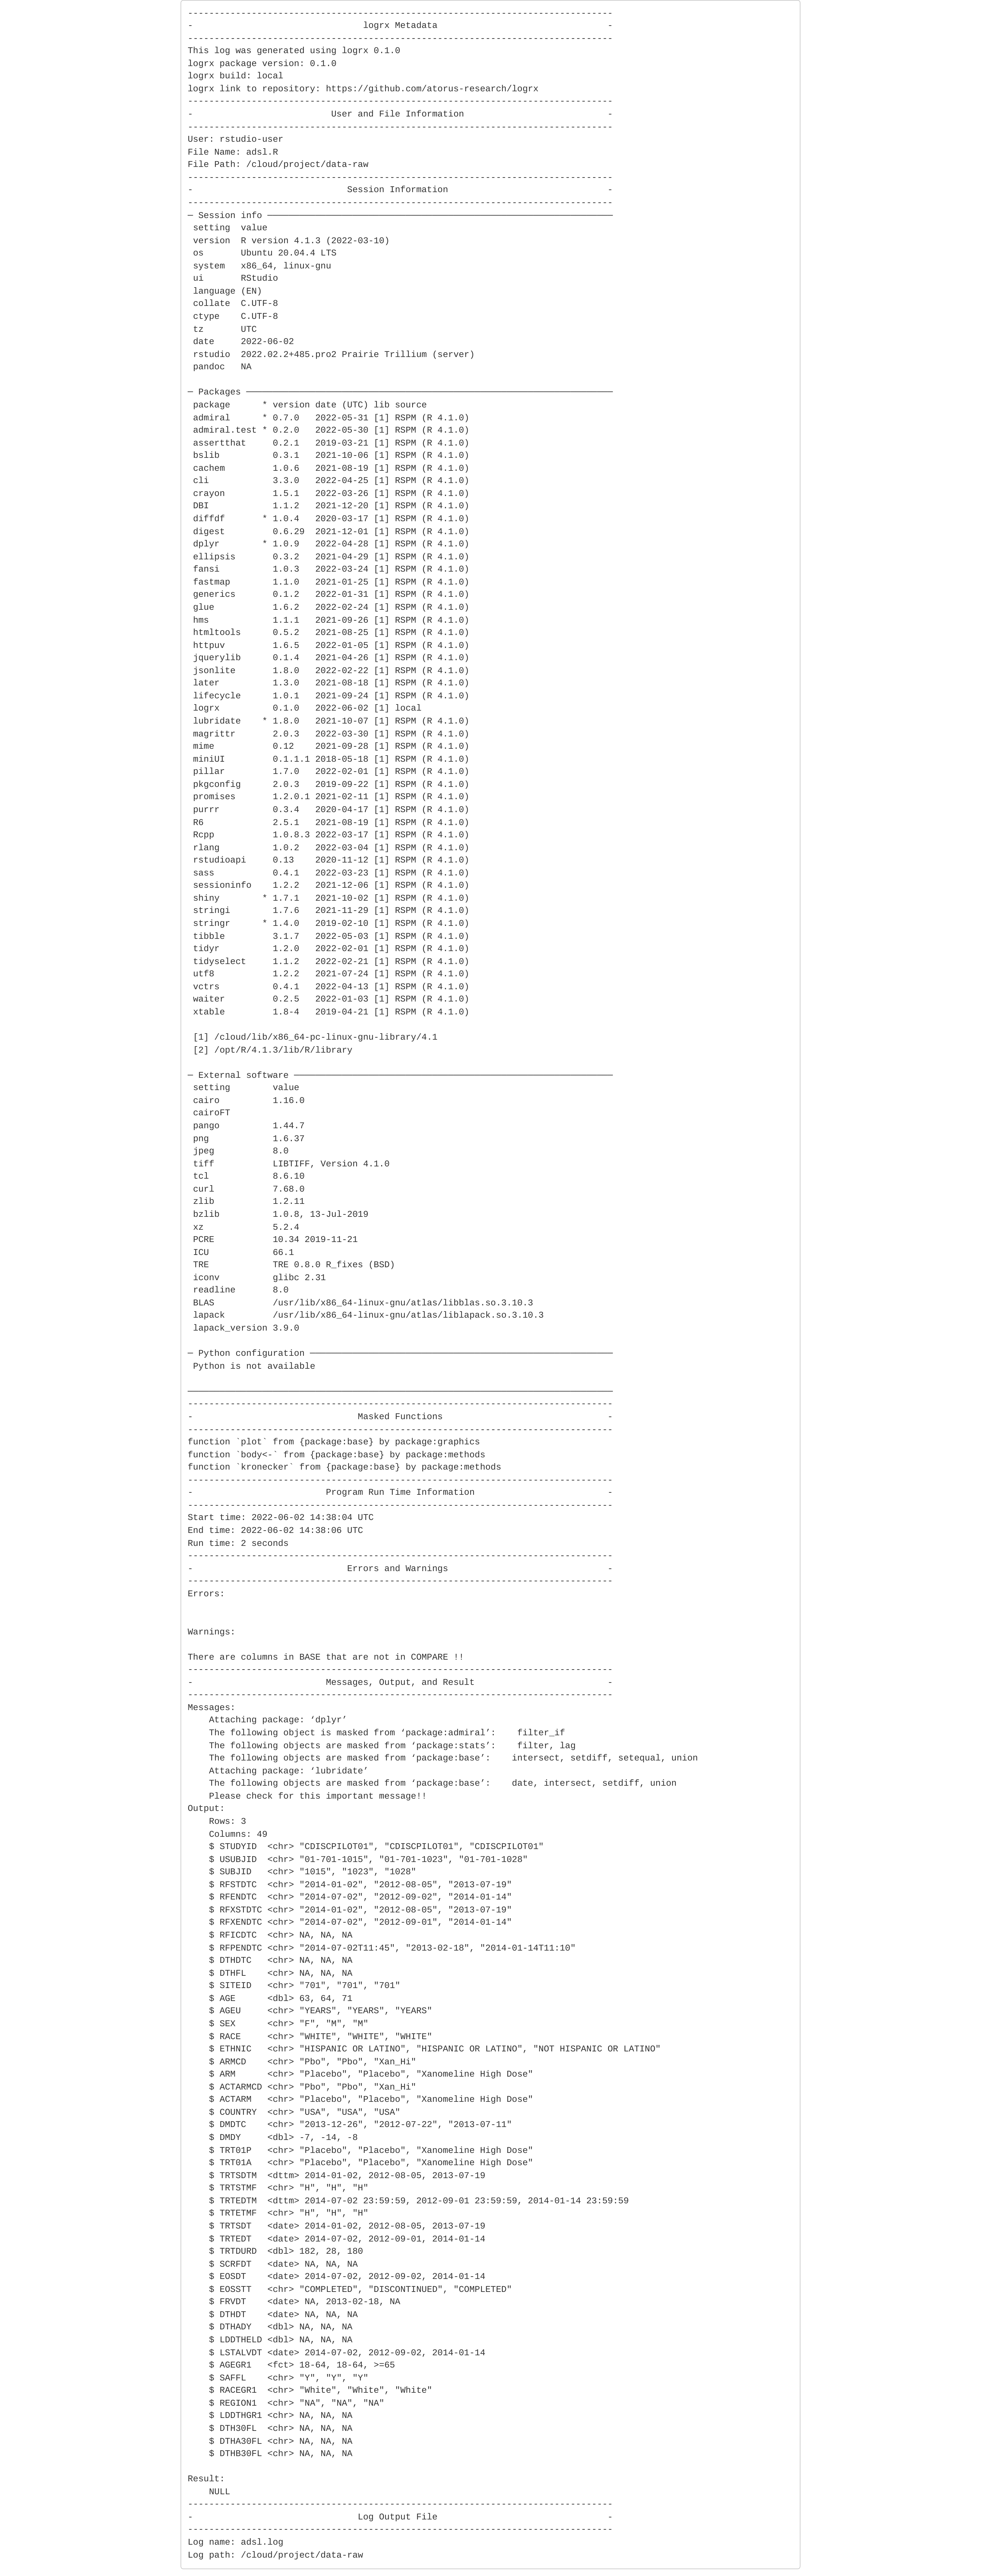 --------------------------------------------------------------------------------
-                                logrx Metadata                                -
--------------------------------------------------------------------------------
This log was generated using logrx 0.1.0
logrx package version: 0.1.0
logrx build: local
logrx link to repository: https://github.com/atorus-research/logrx
--------------------------------------------------------------------------------
-                          User and File Information                           -
--------------------------------------------------------------------------------
User: rstudio-user
File Name: adsl.R
File Path: /cloud/project/data-raw
--------------------------------------------------------------------------------
-                             Session Information                              -
--------------------------------------------------------------------------------
─ Session info ─────────────────────────────────────────────────────────────────
 setting  value
 version  R version 4.1.3 (2022-03-10)
 os       Ubuntu 20.04.4 LTS
 system   x86_64, linux-gnu
 ui       RStudio
 language (EN)
 collate  C.UTF-8
 ctype    C.UTF-8
 tz       UTC
 date     2022-06-02
 rstudio  2022.02.2+485.pro2 Prairie Trillium (server)
 pandoc   NA

─ Packages ─────────────────────────────────────────────────────────────────────
 package      * version date (UTC) lib source
 admiral      * 0.7.0   2022-05-31 [1] RSPM (R 4.1.0)
 admiral.test * 0.2.0   2022-05-30 [1] RSPM (R 4.1.0)
 assertthat     0.2.1   2019-03-21 [1] RSPM (R 4.1.0)
 bslib          0.3.1   2021-10-06 [1] RSPM (R 4.1.0)
 cachem         1.0.6   2021-08-19 [1] RSPM (R 4.1.0)
 cli            3.3.0   2022-04-25 [1] RSPM (R 4.1.0)
 crayon         1.5.1   2022-03-26 [1] RSPM (R 4.1.0)
 DBI            1.1.2   2021-12-20 [1] RSPM (R 4.1.0)
 diffdf       * 1.0.4   2020-03-17 [1] RSPM (R 4.1.0)
 digest         0.6.29  2021-12-01 [1] RSPM (R 4.1.0)
 dplyr        * 1.0.9   2022-04-28 [1] RSPM (R 4.1.0)
 ellipsis       0.3.2   2021-04-29 [1] RSPM (R 4.1.0)
 fansi          1.0.3   2022-03-24 [1] RSPM (R 4.1.0)
 fastmap        1.1.0   2021-01-25 [1] RSPM (R 4.1.0)
 generics       0.1.2   2022-01-31 [1] RSPM (R 4.1.0)
 glue           1.6.2   2022-02-24 [1] RSPM (R 4.1.0)
 hms            1.1.1   2021-09-26 [1] RSPM (R 4.1.0)
 htmltools      0.5.2   2021-08-25 [1] RSPM (R 4.1.0)
 httpuv         1.6.5   2022-01-05 [1] RSPM (R 4.1.0)
 jquerylib      0.1.4   2021-04-26 [1] RSPM (R 4.1.0)
 jsonlite       1.8.0   2022-02-22 [1] RSPM (R 4.1.0)
 later          1.3.0   2021-08-18 [1] RSPM (R 4.1.0)
 lifecycle      1.0.1   2021-09-24 [1] RSPM (R 4.1.0)
 logrx          0.1.0   2022-06-02 [1] local
 lubridate    * 1.8.0   2021-10-07 [1] RSPM (R 4.1.0)
 magrittr       2.0.3   2022-03-30 [1] RSPM (R 4.1.0)
 mime           0.12    2021-09-28 [1] RSPM (R 4.1.0)
 miniUI         0.1.1.1 2018-05-18 [1] RSPM (R 4.1.0)
 pillar         1.7.0   2022-02-01 [1] RSPM (R 4.1.0)
 pkgconfig      2.0.3   2019-09-22 [1] RSPM (R 4.1.0)
 promises       1.2.0.1 2021-02-11 [1] RSPM (R 4.1.0)
 purrr          0.3.4   2020-04-17 [1] RSPM (R 4.1.0)
 R6             2.5.1   2021-08-19 [1] RSPM (R 4.1.0)
 Rcpp           1.0.8.3 2022-03-17 [1] RSPM (R 4.1.0)
 rlang          1.0.2   2022-03-04 [1] RSPM (R 4.1.0)
 rstudioapi     0.13    2020-11-12 [1] RSPM (R 4.1.0)
 sass           0.4.1   2022-03-23 [1] RSPM (R 4.1.0)
 sessioninfo    1.2.2   2021-12-06 [1] RSPM (R 4.1.0)
 shiny        * 1.7.1   2021-10-02 [1] RSPM (R 4.1.0)
 stringi        1.7.6   2021-11-29 [1] RSPM (R 4.1.0)
 stringr      * 1.4.0   2019-02-10 [1] RSPM (R 4.1.0)
 tibble         3.1.7   2022-05-03 [1] RSPM (R 4.1.0)
 tidyr          1.2.0   2022-02-01 [1] RSPM (R 4.1.0)
 tidyselect     1.1.2   2022-02-21 [1] RSPM (R 4.1.0)
 utf8           1.2.2   2021-07-24 [1] RSPM (R 4.1.0)
 vctrs          0.4.1   2022-04-13 [1] RSPM (R 4.1.0)
 waiter         0.2.5   2022-01-03 [1] RSPM (R 4.1.0)
 xtable         1.8-4   2019-04-21 [1] RSPM (R 4.1.0)

 [1] /cloud/lib/x86_64-pc-linux-gnu-library/4.1
 [2] /opt/R/4.1.3/lib/R/library

─ External software ────────────────────────────────────────────────────────────
 setting        value
 cairo          1.16.0
 cairoFT
 pango          1.44.7
 png            1.6.37
 jpeg           8.0
 tiff           LIBTIFF, Version 4.1.0
 tcl            8.6.10
 curl           7.68.0
 zlib           1.2.11
 bzlib          1.0.8, 13-Jul-2019
 xz             5.2.4
 PCRE           10.34 2019-11-21
 ICU            66.1
 TRE            TRE 0.8.0 R_fixes (BSD)
 iconv          glibc 2.31
 readline       8.0
 BLAS           /usr/lib/x86_64-linux-gnu/atlas/libblas.so.3.10.3
 lapack         /usr/lib/x86_64-linux-gnu/atlas/liblapack.so.3.10.3
 lapack_version 3.9.0

─ Python configuration ─────────────────────────────────────────────────────────
 Python is not available

────────────────────────────────────────────────────────────────────────────────
--------------------------------------------------------------------------------
-                               Masked Functions                               -
--------------------------------------------------------------------------------
function `plot` from {package:base} by package:graphics
function `body<-` from {package:base} by package:methods
function `kronecker` from {package:base} by package:methods
--------------------------------------------------------------------------------
-                         Program Run Time Information                         -
--------------------------------------------------------------------------------
Start time: 2022-06-02 14:38:04 UTC
End time: 2022-06-02 14:38:06 UTC
Run time: 2 seconds
--------------------------------------------------------------------------------
-                             Errors and Warnings                              -
--------------------------------------------------------------------------------
Errors:


Warnings:

There are columns in BASE that are not in COMPARE !!
--------------------------------------------------------------------------------
-                         Messages, Output, and Result                         -
--------------------------------------------------------------------------------
Messages:
    Attaching package: ‘dplyr’
    The following object is masked from ‘package:admiral’:    filter_if
    The following objects are masked from ‘package:stats’:    filter, lag
    The following objects are masked from ‘package:base’:    intersect, setdiff, setequal, union
    Attaching package: ‘lubridate’
    The following objects are masked from ‘package:base’:    date, intersect, setdiff, union
    Please check for this important message!!
Output:
    Rows: 3
    Columns: 49
    $ STUDYID  <chr> "CDISCPILOT01", "CDISCPILOT01", "CDISCPILOT01"
    $ USUBJID  <chr> "01-701-1015", "01-701-1023", "01-701-1028"
    $ SUBJID   <chr> "1015", "1023", "1028"
    $ RFSTDTC  <chr> "2014-01-02", "2012-08-05", "2013-07-19"
    $ RFENDTC  <chr> "2014-07-02", "2012-09-02", "2014-01-14"
    $ RFXSTDTC <chr> "2014-01-02", "2012-08-05", "2013-07-19"
    $ RFXENDTC <chr> "2014-07-02", "2012-09-01", "2014-01-14"
    $ RFICDTC  <chr> NA, NA, NA
    $ RFPENDTC <chr> "2014-07-02T11:45", "2013-02-18", "2014-01-14T11:10"
    $ DTHDTC   <chr> NA, NA, NA
    $ DTHFL    <chr> NA, NA, NA
    $ SITEID   <chr> "701", "701", "701"
    $ AGE      <dbl> 63, 64, 71
    $ AGEU     <chr> "YEARS", "YEARS", "YEARS"
    $ SEX      <chr> "F", "M", "M"
    $ RACE     <chr> "WHITE", "WHITE", "WHITE"
    $ ETHNIC   <chr> "HISPANIC OR LATINO", "HISPANIC OR LATINO", "NOT HISPANIC OR LATINO"
    $ ARMCD    <chr> "Pbo", "Pbo", "Xan_Hi"
    $ ARM      <chr> "Placebo", "Placebo", "Xanomeline High Dose"
    $ ACTARMCD <chr> "Pbo", "Pbo", "Xan_Hi"
    $ ACTARM   <chr> "Placebo", "Placebo", "Xanomeline High Dose"
    $ COUNTRY  <chr> "USA", "USA", "USA"
    $ DMDTC    <chr> "2013-12-26", "2012-07-22", "2013-07-11"
    $ DMDY     <dbl> -7, -14, -8
    $ TRT01P   <chr> "Placebo", "Placebo", "Xanomeline High Dose"
    $ TRT01A   <chr> "Placebo", "Placebo", "Xanomeline High Dose"
    $ TRTSDTM  <dttm> 2014-01-02, 2012-08-05, 2013-07-19
    $ TRTSTMF  <chr> "H", "H", "H"
    $ TRTEDTM  <dttm> 2014-07-02 23:59:59, 2012-09-01 23:59:59, 2014-01-14 23:59:59
    $ TRTETMF  <chr> "H", "H", "H"
    $ TRTSDT   <date> 2014-01-02, 2012-08-05, 2013-07-19
    $ TRTEDT   <date> 2014-07-02, 2012-09-01, 2014-01-14
    $ TRTDURD  <dbl> 182, 28, 180
    $ SCRFDT   <date> NA, NA, NA
    $ EOSDT    <date> 2014-07-02, 2012-09-02, 2014-01-14
    $ EOSSTT   <chr> "COMPLETED", "DISCONTINUED", "COMPLETED"
    $ FRVDT    <date> NA, 2013-02-18, NA
    $ DTHDT    <date> NA, NA, NA
    $ DTHADY   <dbl> NA, NA, NA
    $ LDDTHELD <dbl> NA, NA, NA
    $ LSTALVDT <date> 2014-07-02, 2012-09-02, 2014-01-14
    $ AGEGR1   <fct> 18-64, 18-64, >=65
    $ SAFFL    <chr> "Y", "Y", "Y"
    $ RACEGR1  <chr> "White", "White", "White"
    $ REGION1  <chr> "NA", "NA", "NA"
    $ LDDTHGR1 <chr> NA, NA, NA
    $ DTH30FL  <chr> NA, NA, NA
    $ DTHA30FL <chr> NA, NA, NA
    $ DTHB30FL <chr> NA, NA, NA

Result:
    NULL
--------------------------------------------------------------------------------
-                               Log Output File                                -
--------------------------------------------------------------------------------
Log name: adsl.log
Log path: /cloud/project/data-raw